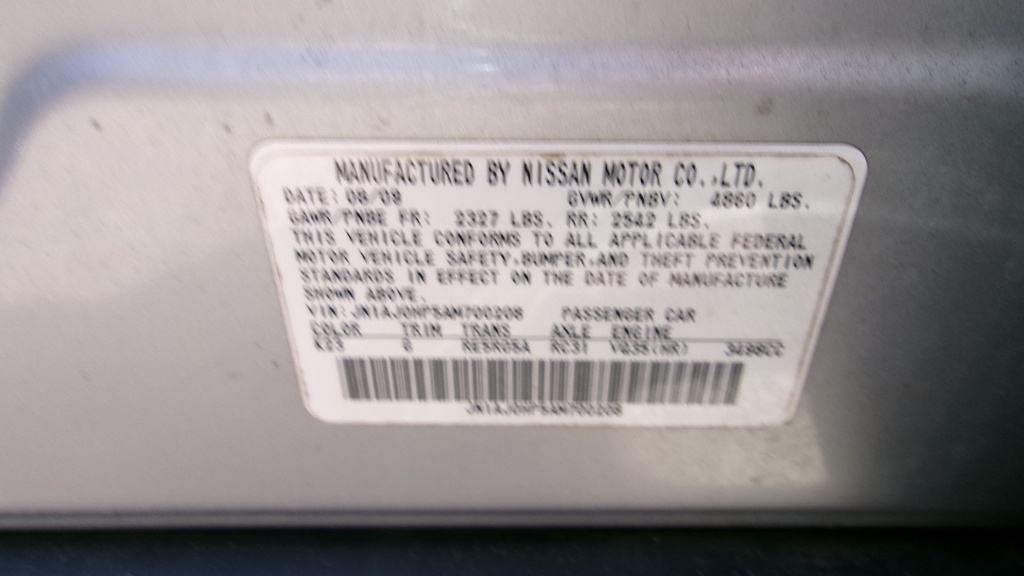 MANUFACTURED BY NISSAN MOTOR CO.,LTD.
DATE: 09/09 GVWR/PNBV: 4860 LBS.
GAWR/PNBE FR: 2327 LBS. RR: 2542 LBS.
THIS VEHICLE CONFORMS TO ALL APPLICABLE FEDERAL
MOTOR VEHICLE SAFETY,BUMPER,AND THEFT PREVENTION
STANDARDS IN EFFECT ON THE DATE OF MANUFACTURE
SHOWN ABOVE.
VIN: JN1AJ0HP5AM700208 PASSENGER CAR
COLOR TRIM TRANS AXLE ENGINE
K23 G RE5R05A RC31 VQ35(HR) 3498CC
JN1AJ0HP5AM700208